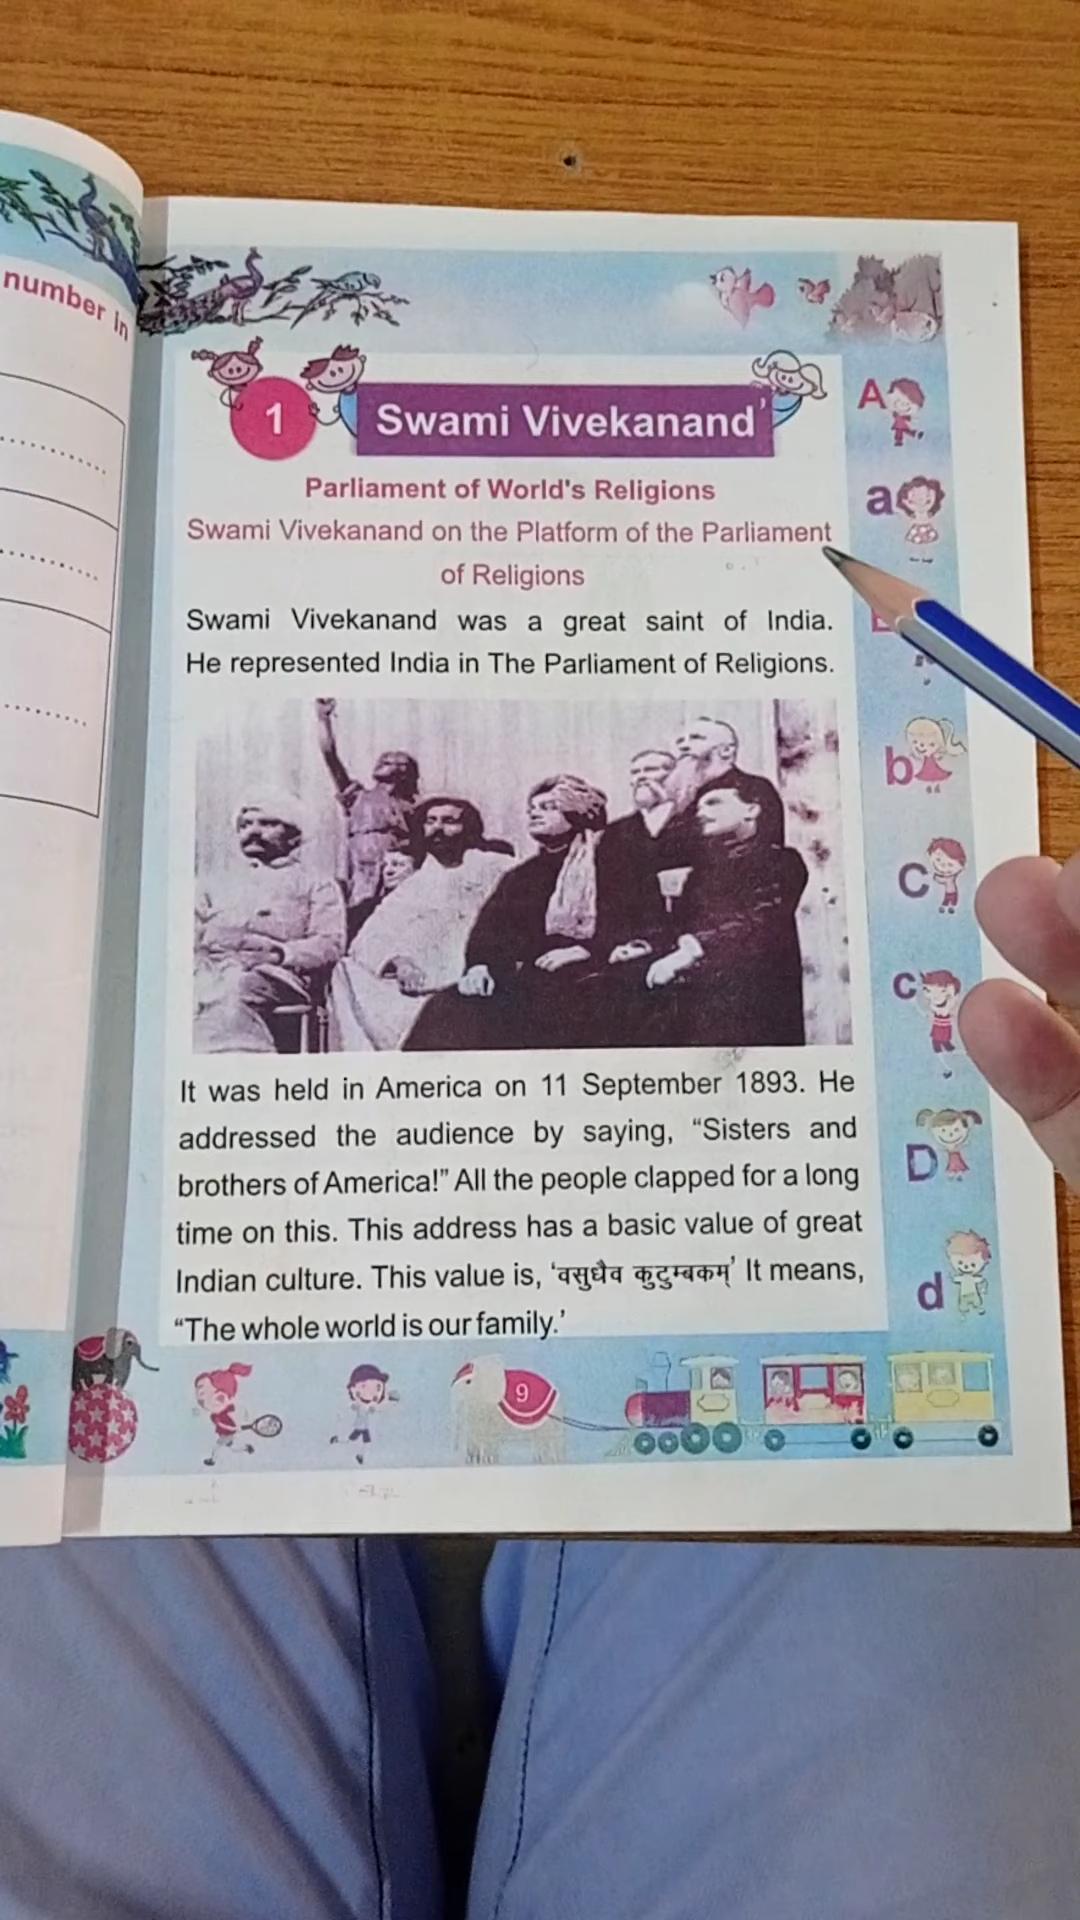 number in
1
Swami Vivekanand’
Parliament of World's Religions
Swami Vivekanand on the Platform of the Parliament
of Religions
Swami Vivekanand was a great saint of India.
He represented India in The Parliament of Religions.
It was held in America on 11 September 1893. He
addressed the audience by saying, “Sisters and
brothers of America!” All the people clapped for a long
time on this. This address has a basic value of great
Indian culture. This value is, ‘वसुधैव कुटुम्बकम्’ It means,
“The whole world is our family.’
A
a
b
C
c
D
d
9